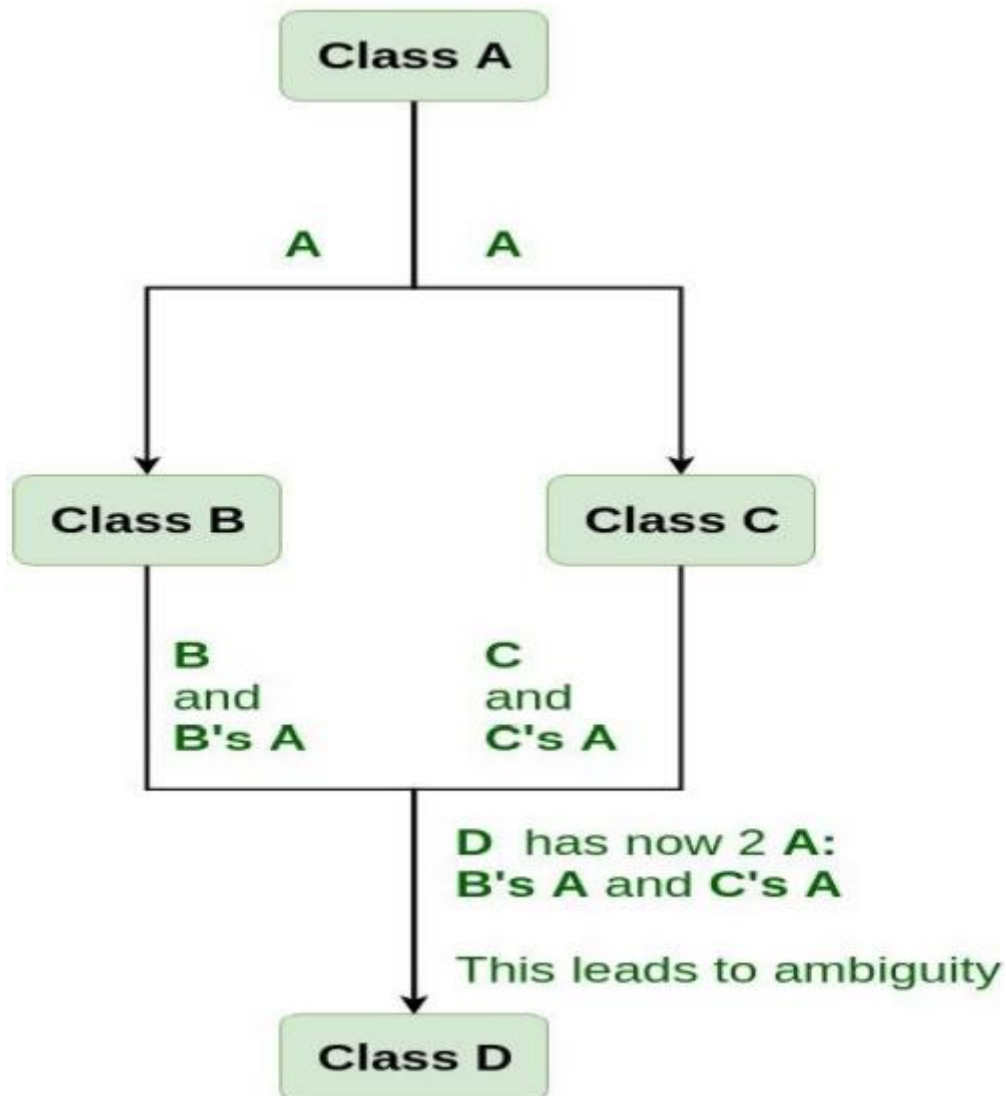 Class A
A
A
Class B
Class C
B
and
B's A
C
and
C's A
D has now 2 A:
B's A and C's A
This leads to ambiguity
Class D